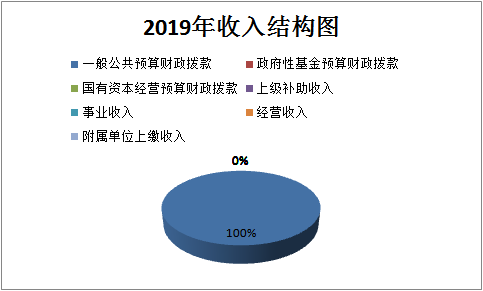 2019年收入结构图
一般公共预算财政拨款 政府性基金预算财政拨款
国有资本经营预算财政拨款 上级补助收入
事业收入 经营收入
附属单位上缴收入
0%
100%